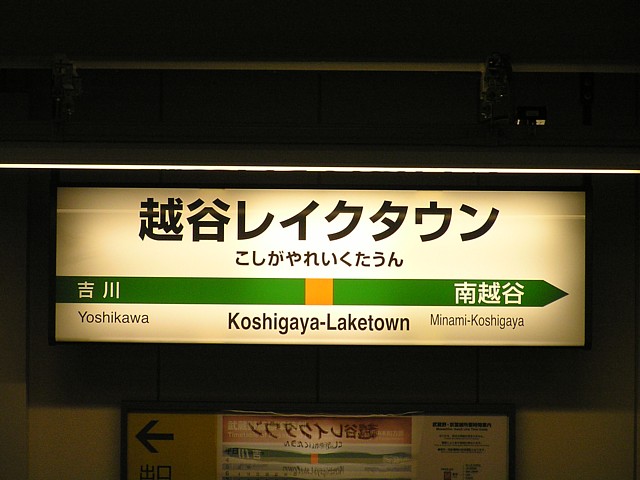 越谷レイクタウン
こしがやれいくたうん
吉川 南越谷
Yoshikawa Koshigaya-Laketown Minami-Koshigaya
出口